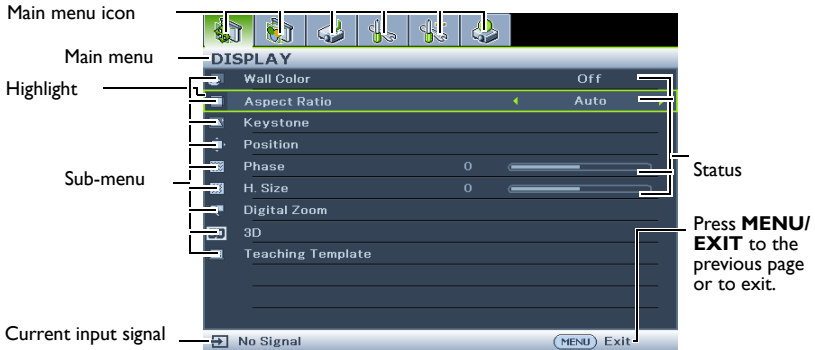 Main menu icon
Main menu
DISPLAY
Highlight
Wall Color Off
Aspect Ratio Auto
Keystone
Position
Sub-menu
Phase 0
Status
H. Size 0
Digital Zoom
3D
Teaching Template
Press MENU/
EXIT to the
previous page
or to exit.
Current input signal
No Signal
MENU Exit